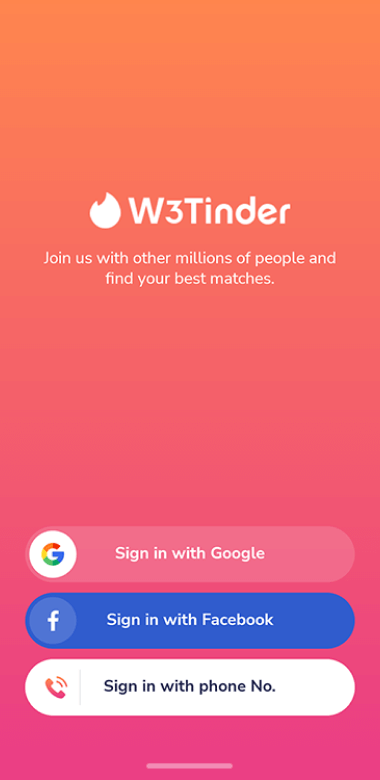 W3Tinder
Join us with other millions of people and
find your best matches.
Sign in with Google
Sign in with Facebook
Sign in with phone No.